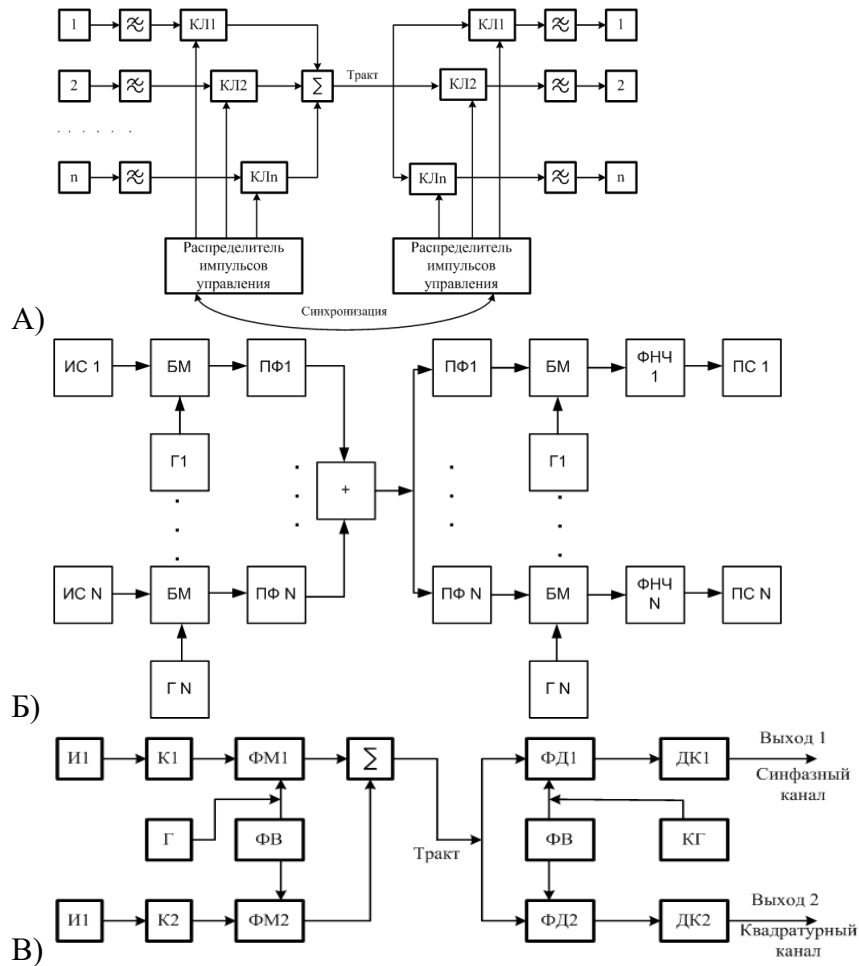 1 КЛ1 КЛ1 1
2 КЛ2 Σ Тракт КЛ2 2
. . . . . .
n КЛn КЛn n
Распределитель импульсов управления
Распределитель импульсов управления
Синхронизация
А)
ИС 1 БМ ПФ1 ПФ1 БМ ФНЧ 1 ПС 1
Г1 + Г1
ИС N БМ ПФ N ПФ N БМ ФНЧ N ПС N
Г N Г N
Б)
И1 К1 ФМ1 Σ ФД1 ДК1 Выход 1
Синфазный канал
Г ФВ Тракт ФВ КГ
И1 К2 ФМ2 ФД2 ДК2 Выход 2
Квадратурный канал
В)